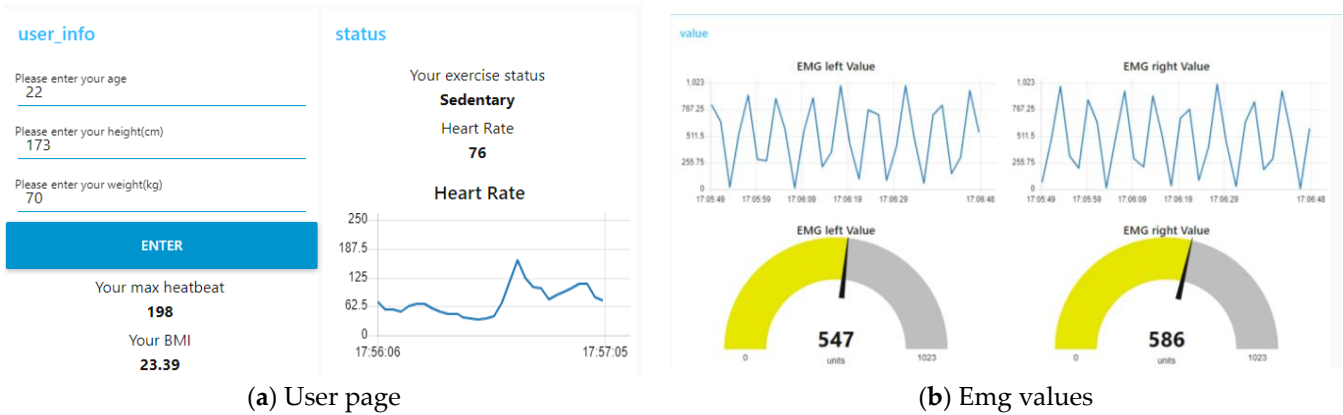 user_info
Please enter your age
22
Please enter your height(cm)
173
Please enter your weight(kg)
70
ENTER
Your max heatbeat
198
Your BMI
23.39
status
Your exercise status
Sedentary
Heart Rate
76
Heart Rate
250
187.5
125
62.5
0
17:56:06 17:57:05
(a) User page
value
EMG left Value
1,023
767.25
511.5
255.75
0
17:05:49 17:05:59 17:06:09 17:06:19 17:06:29 17:06:48
EMG right Value
1,023
767.25
511.5
255.75
0
17:05:49 17:05:59 17:06:09 17:06:19 17:06:29 17:06:48
EMG left Value
547
units
0 1023
EMG right Value
586
units
0 1023
(b) Emg values